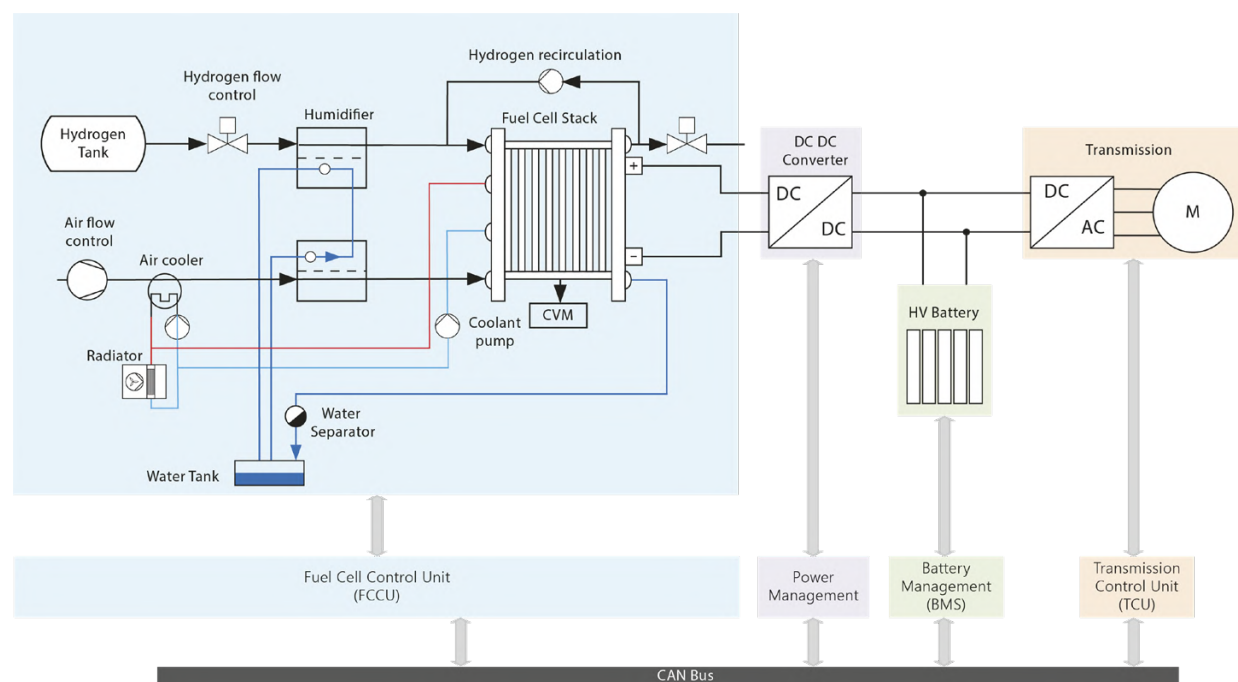 Hydrogen recirculation
Hydrogen flow
control
Humidifier
Fuel Cell Stack
Hydrogen
Tank
DC DC
Converter
Transmission
+
DC
DC
DC
AC
M
Air flow
control
Air cooler
−
CVM
Coolant
pump
HV Battery
Radiator
Water
Separator
Water Tank
Fuel Cell Control Unit
(FCCU)
Power
Management
Battery
Management
(BMS)
Transmission
Control Unit
(TCU)
CAN Bus